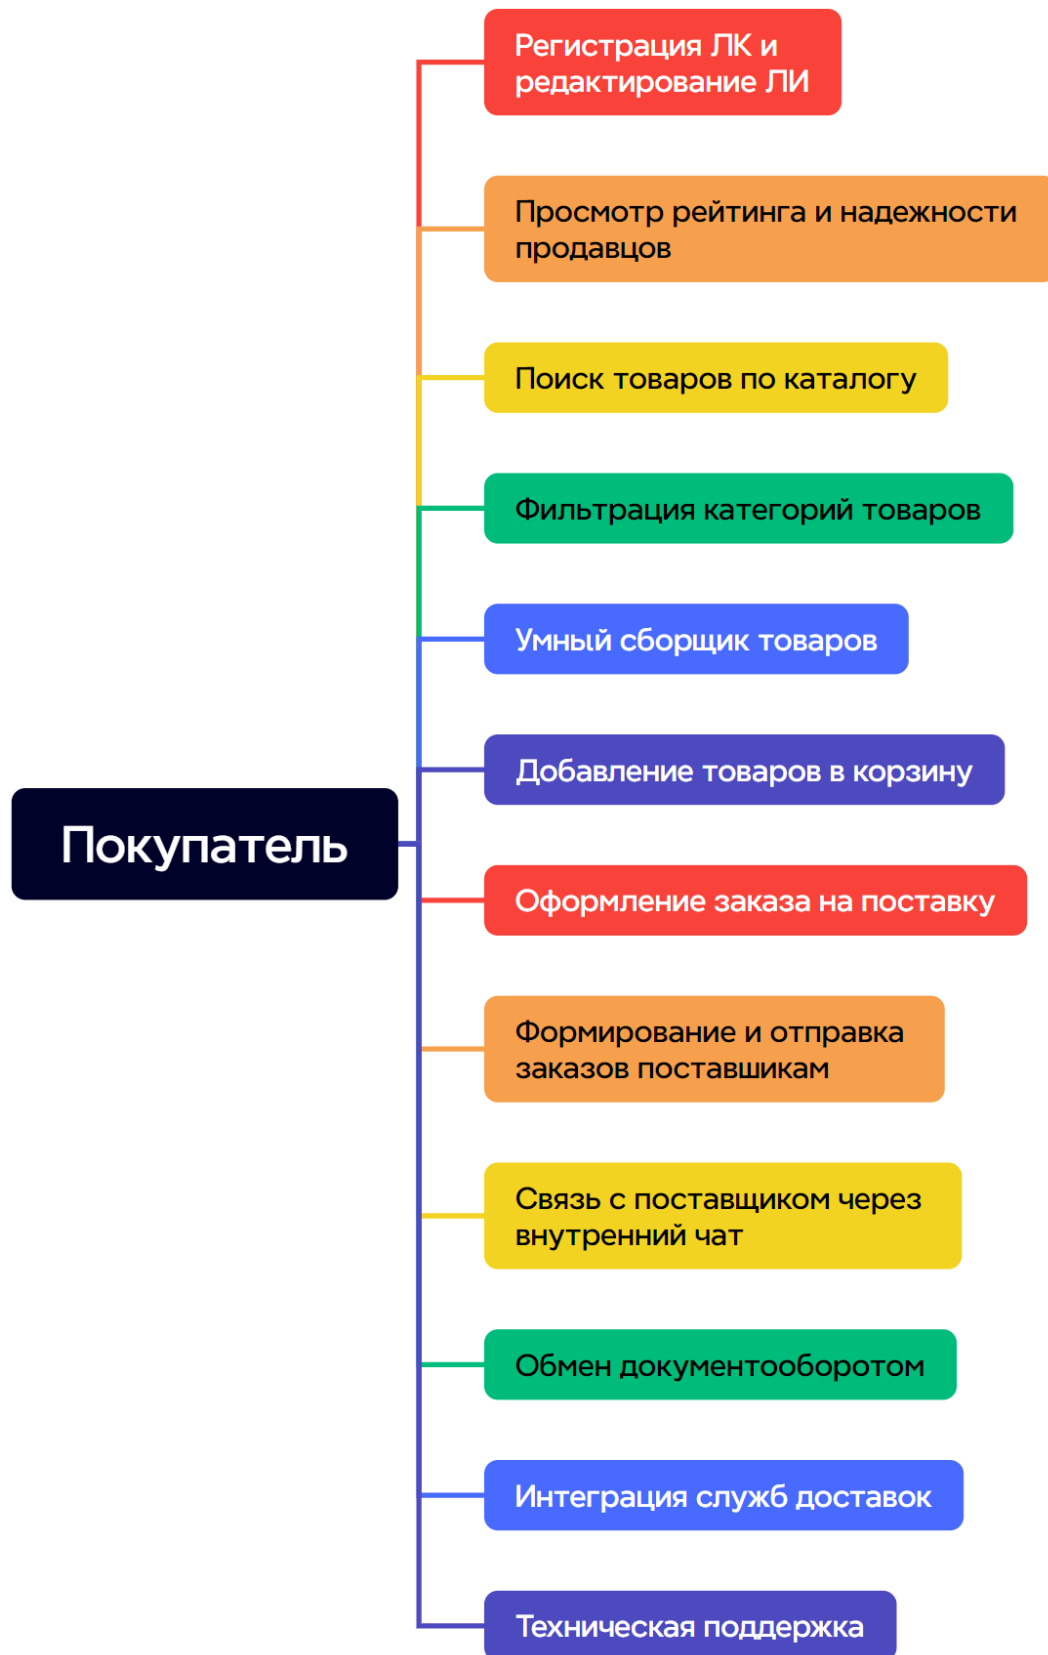 Регистрация ЛК и
редактирование ЛИ
Просмотр рейтинга и надежности
продавцов
Поиск товаров по каталогу
Фильтрация категорий товаров
Умный сборщик товаров
Добавление товаров в корзину
Покупатель
Оформление заказа на поставку
Формирование и отправка
заказов поставшикам
Связь с поставщиком через
внутренний чат
Обмен документооборотом
Интеграция служб доставок
Техническая поддержка